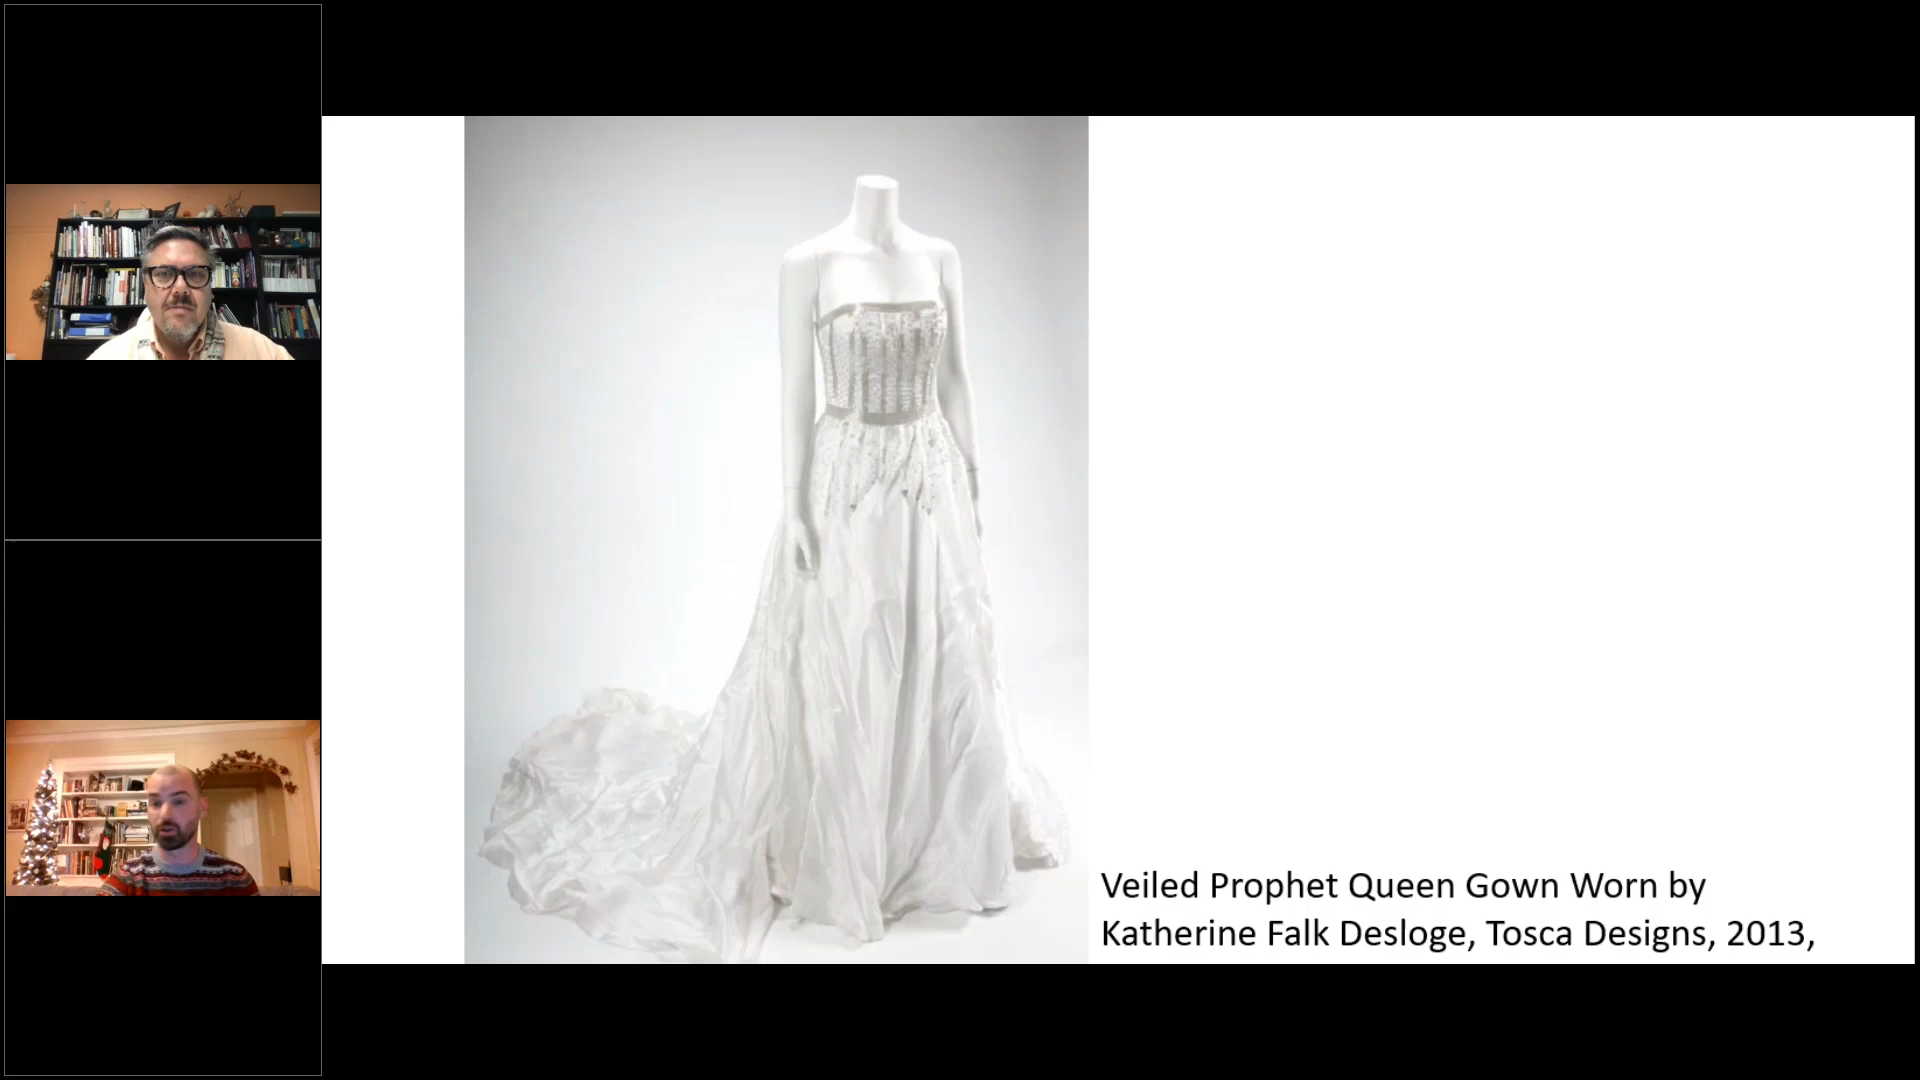 Veiled Prophet Queen Gown Worn by
Katherine Falk Desloge, Tosca Designs, 2013,